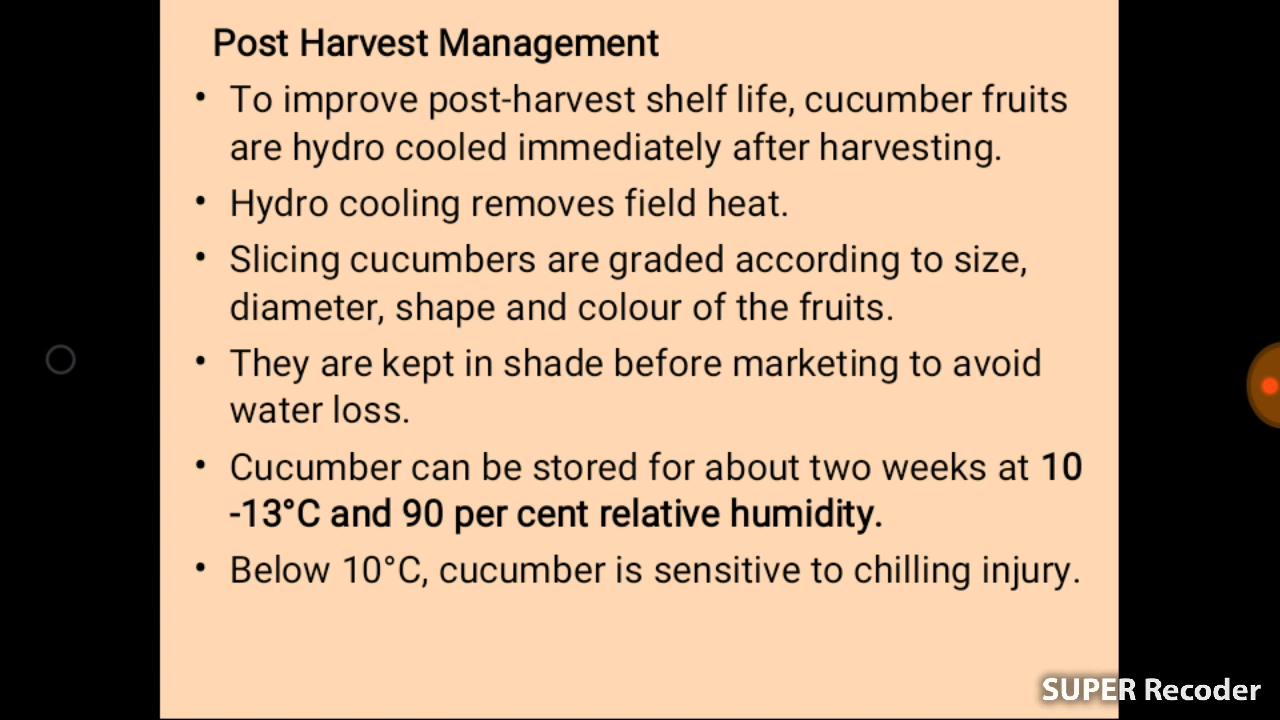 Post Harvest Management
• To improve post-harvest shelf life, cucumber fruits
are hydro cooled immediately after harvesting.
• Hydro cooling removes field heat.
• Slicing cucumbers are graded according to size,
diameter, shape and colour of the fruits.
• They are kept in shade before marketing to avoid
water loss.
• Cucumber can be stored for about two weeks at 10
-13°C and 90 per cent relative humidity.
• Below 10°C, cucumber is sensitive to chilling injury.
SUPER Recoder